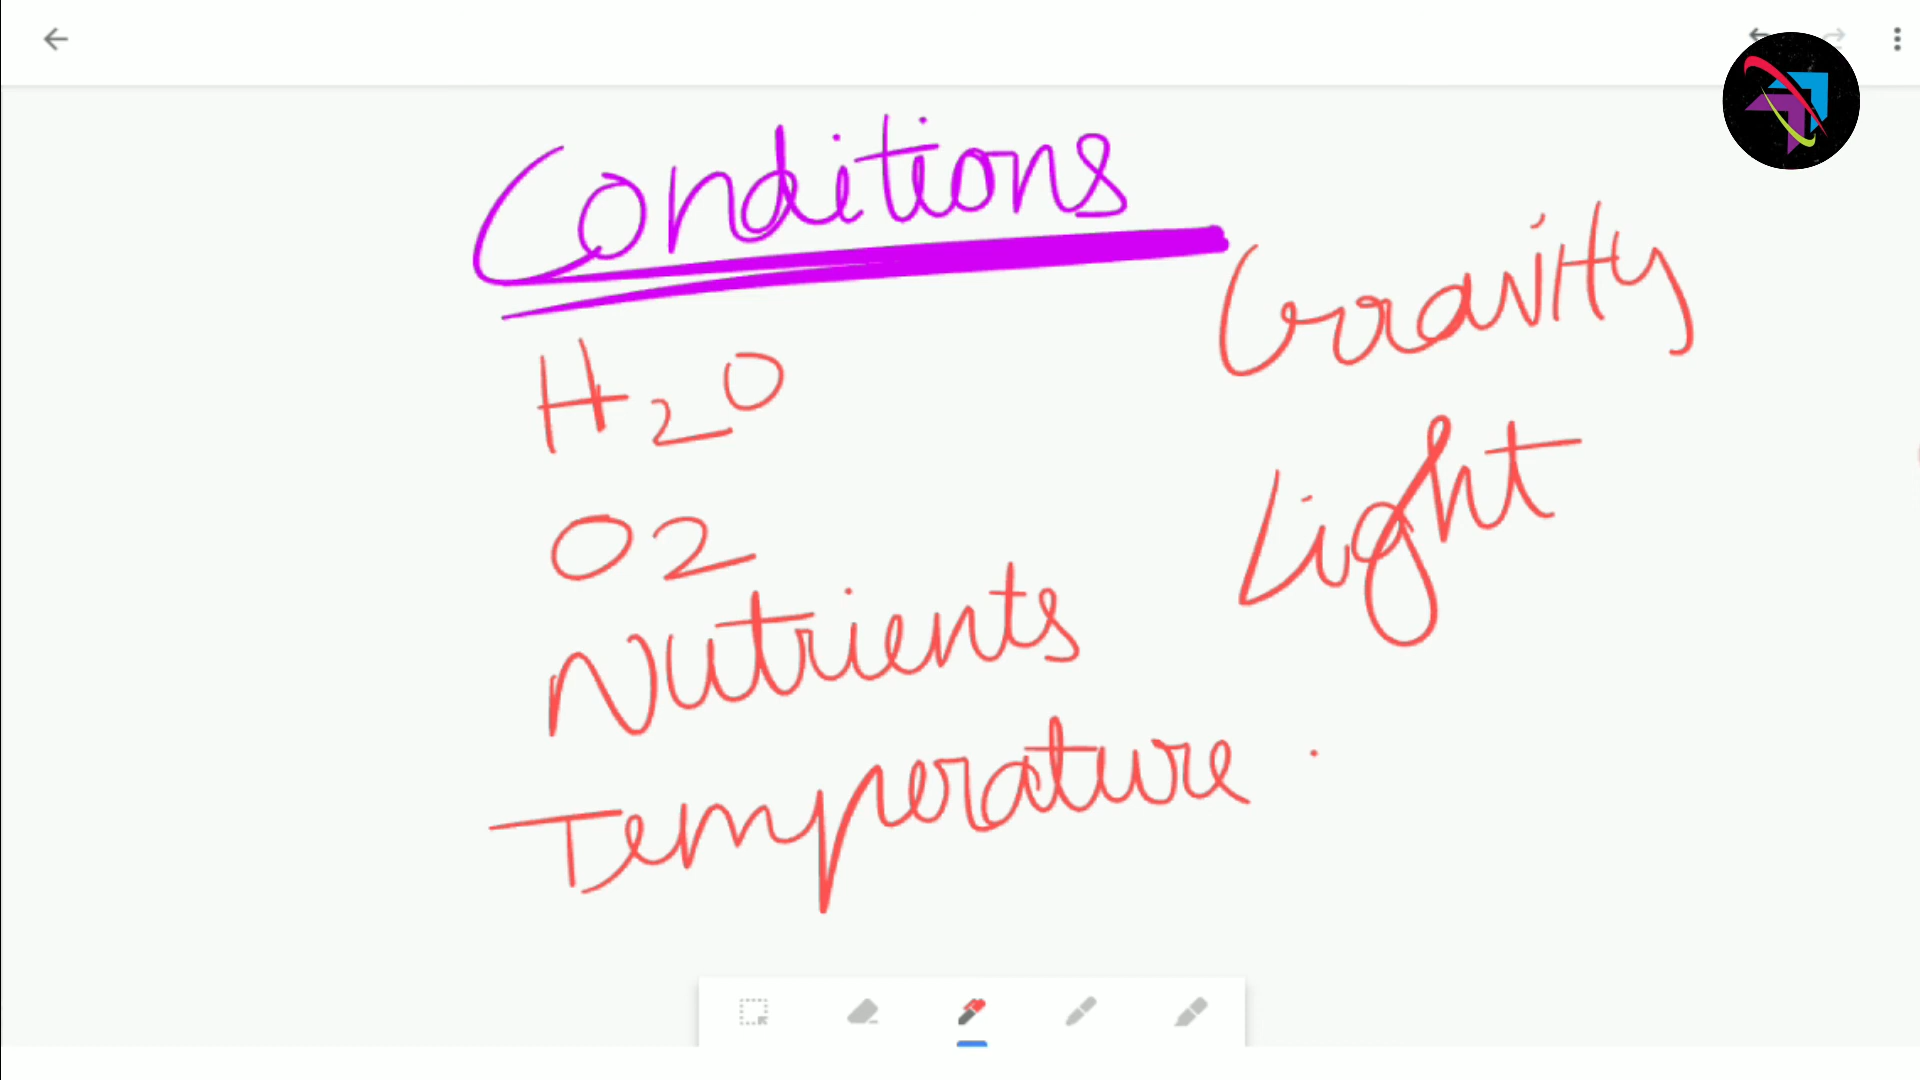 Conditions
H2O
O2
Nutrients
Temperature
Gravity
Light